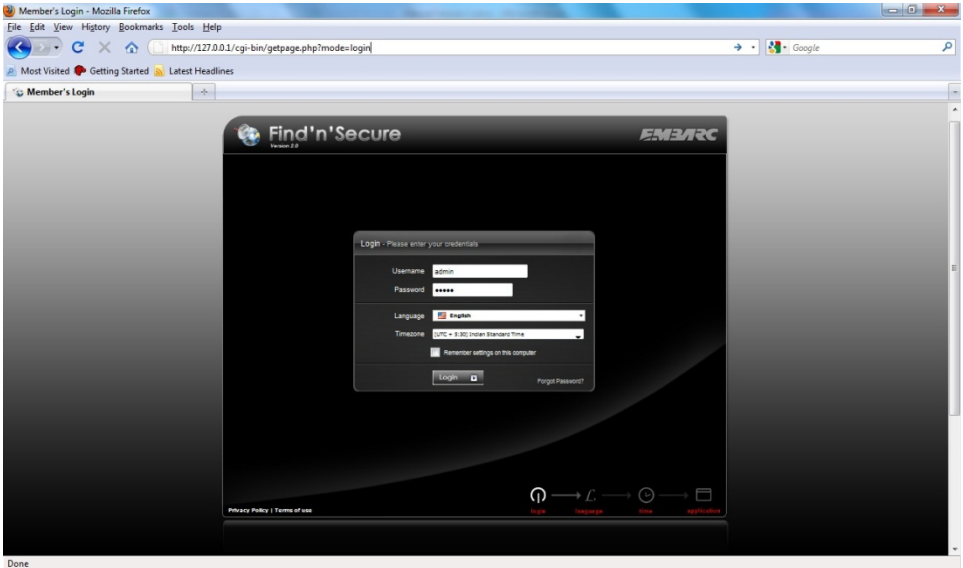 Member's Login - Mozilla Firefox
File Edit View History Bookmarks Tools Help
http://127.0.0.1/cgi-bin/getpage.php?mode=login
Google
Most Visited Getting Started Latest Headlines
Member's Login
Find'n'Secure
Version 2.0
EMBARC
Login - Please enter your credentials
Username admin
Password •••••
Language English
Timezone [UTC + 5:30] Indian Standard Time
Remember settings on this computer
Login
Forgot Password?
login language time application
Privacy Policy | Terms of use
Done